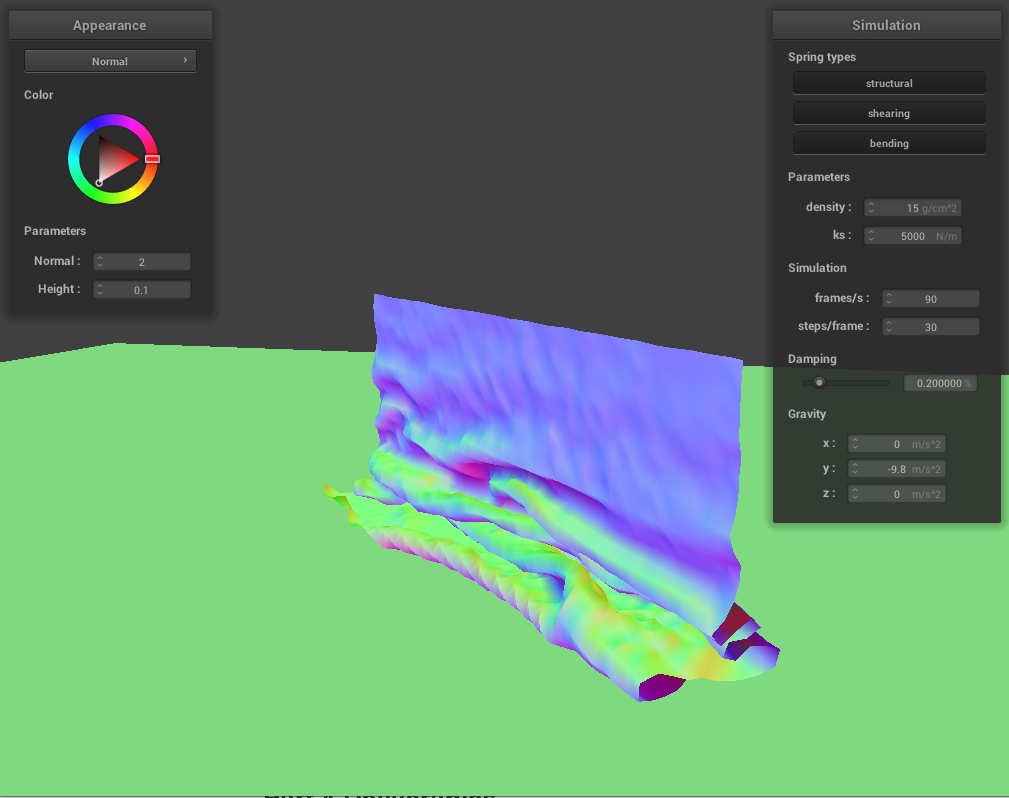 Appearance
Normal
Color
Parameters
Normal :
2
Height :
0.1
Simulation
Spring types
structural
shearing
bending
Parameters
density :
15 g/cm^2
ks :
5000 N/m
Simulation
frames/s :
90
steps/frame :
30
Damping
0.200000 %
Gravity
x :
0 m/s^2
y :
-9.8 m/s^2
z :
0 m/s^2